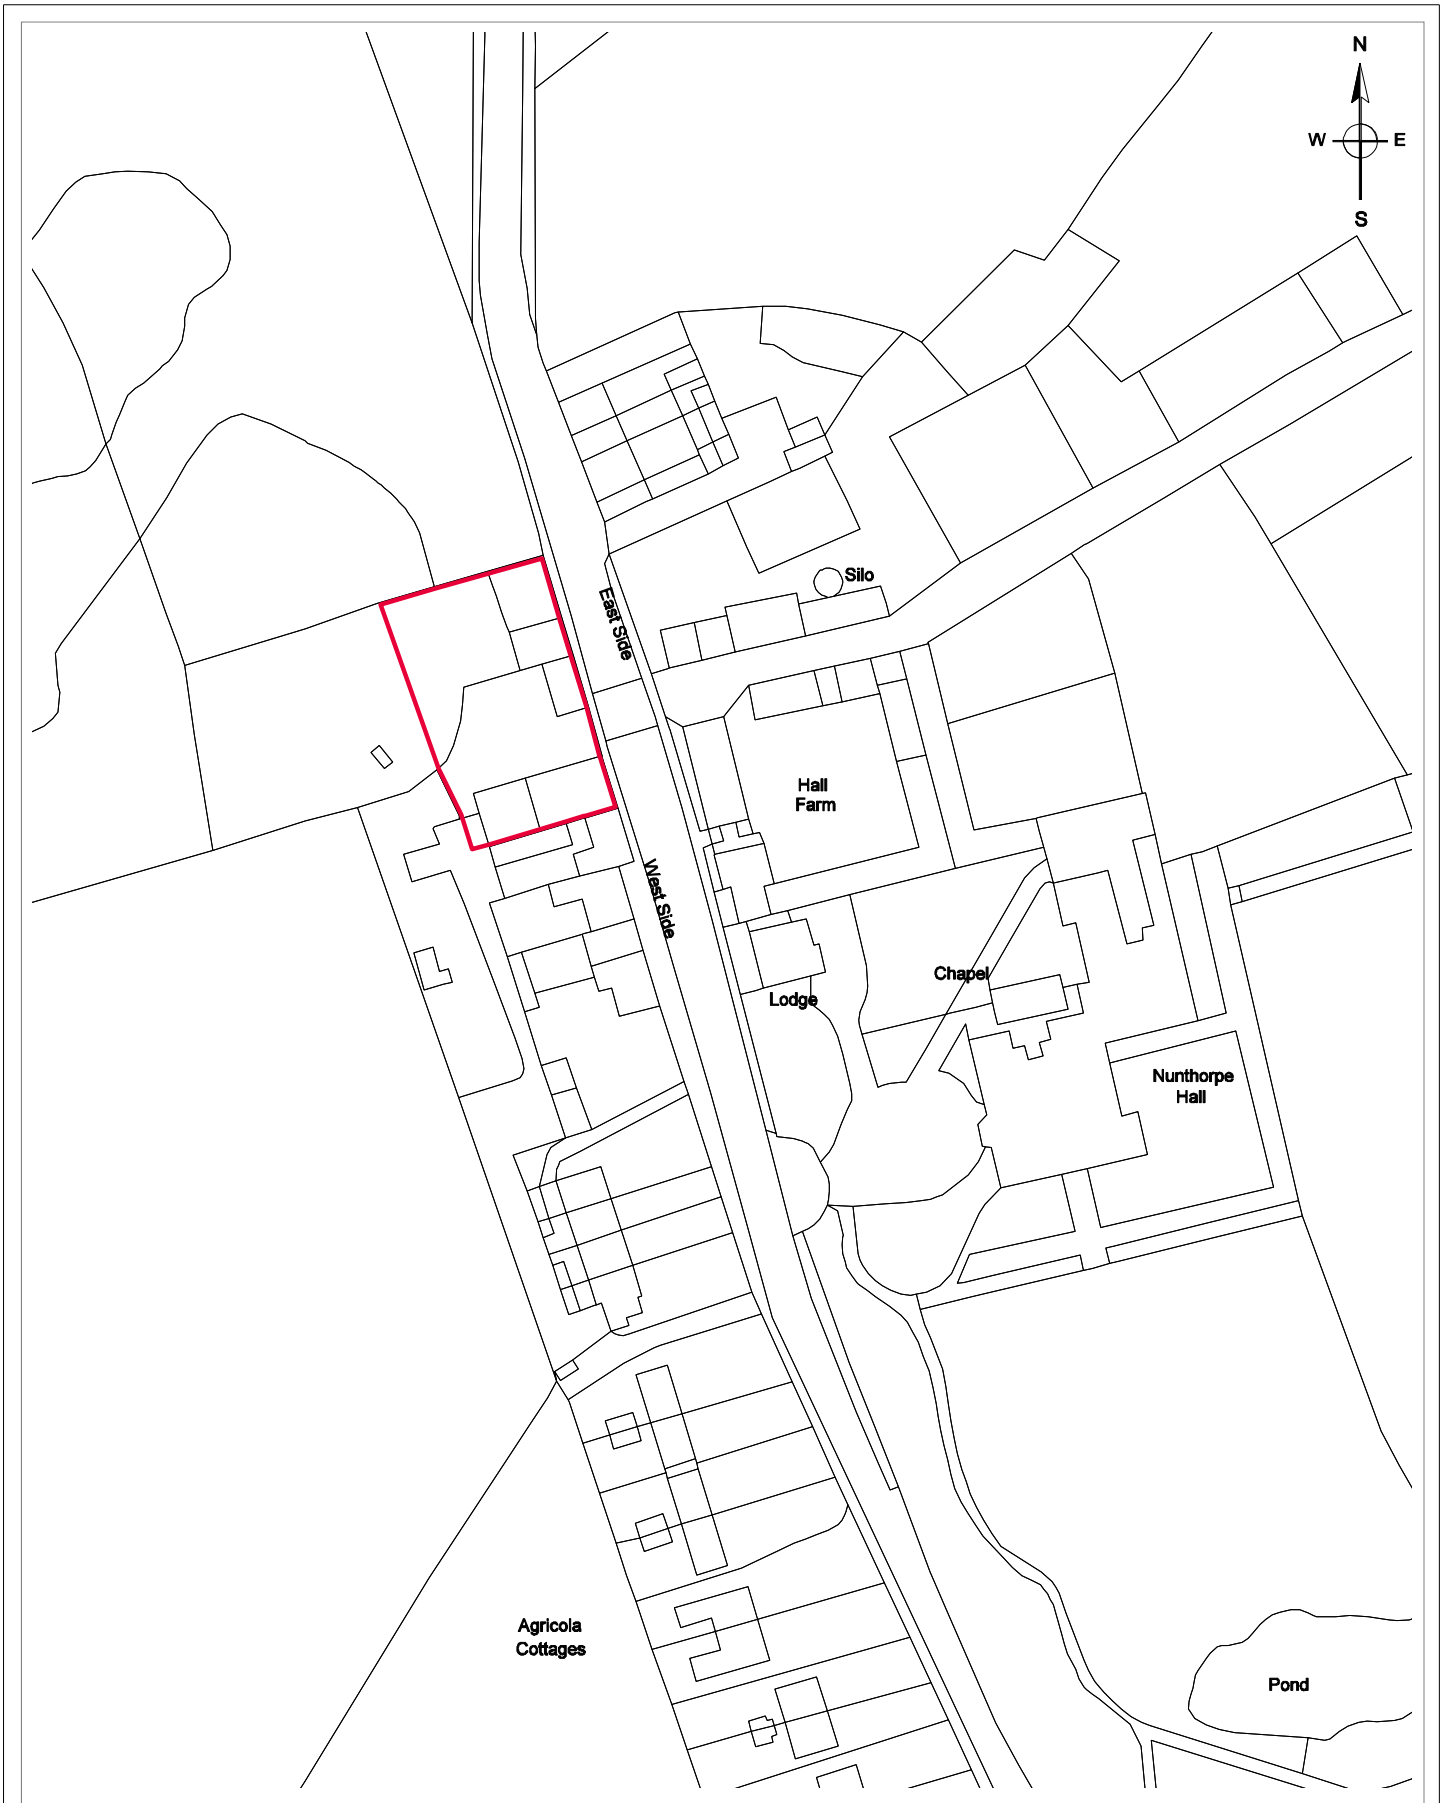 N
W E
S
Silo
East Side
Hall
Farm
West Side
Chapel
Lodge
Nunthorpe
Hall
Agricola
Cottages
Pond